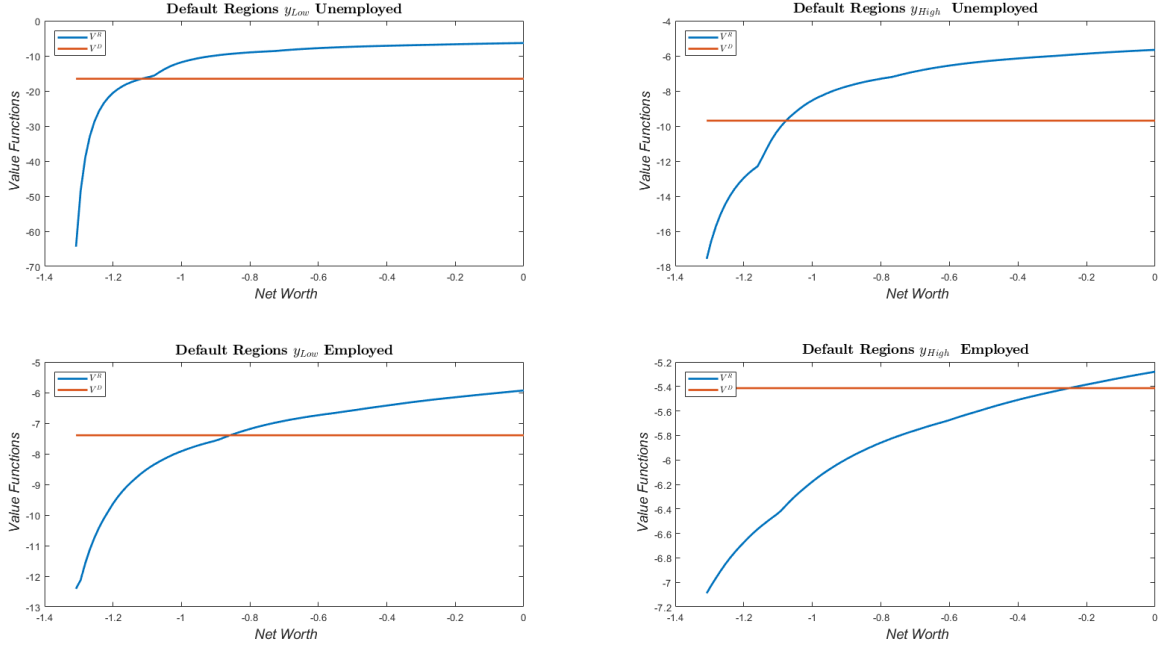 Default Regions y_Low Unemployed
V^R
V^D
0
-10
-20
-30
-40
-50
-60
-70
Value Functions
-1.4 -1.2 -1 -0.8 -0.6 -0.4 -0.2 0
Net Worth
Default Regions y_High Unemployed
V^R
V^D
-4
-6
-8
-10
-12
-14
-16
-18
Value Functions
-1.4 -1.2 -1 -0.8 -0.6 -0.4 -0.2 0
Net Worth
Default Regions y_Low Employed
V^R
V^D
-5
-6
-7
-8
-9
-10
-11
-12
-13
Value Functions
-1.4 -1.2 -1 -0.8 -0.6 -0.4 -0.2 0
Net Worth
Default Regions y_High Employed
V^R
V^D
-5.2
-5.4
-5.6
-5.8
-6
-6.2
-6.4
-6.6
-6.8
-7
-7.2
Value Functions
-1.4 -1.2 -1 -0.8 -0.6 -0.4 -0.2 0
Net Worth